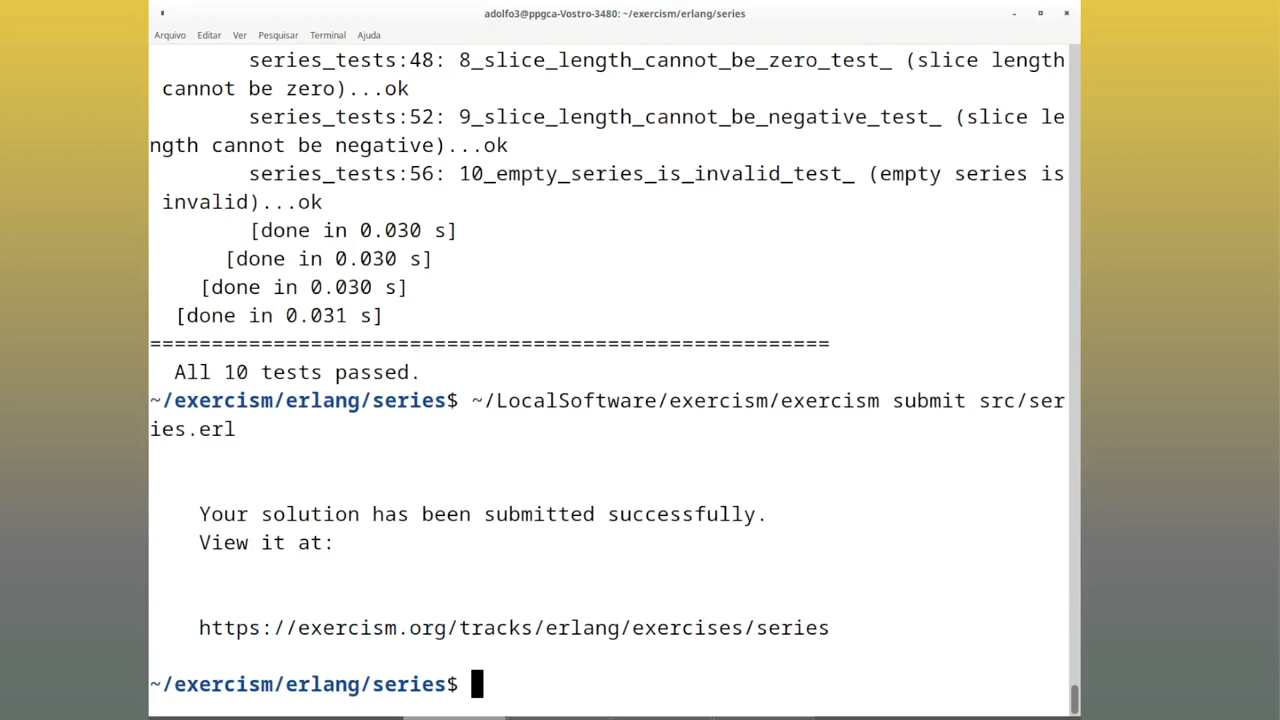 adolfo3@ppgca-Vostro-3480: ~/exercism/erlang/series
Arquivo Editar Ver Pesquisar Terminal Ajuda
series_tests:48: 8_slice_length_cannot_be_zero_test_ (slice length
cannot be zero)...ok
series_tests:52: 9_slice_length_cannot_be_negative_test_ (slice le
ngth cannot be negative)...ok
series_tests:56: 10_empty_series_is_invalid_test_ (empty series is
invalid)...ok
[done in 0.030 s]
[done in 0.030 s]
[done in 0.030 s]
[done in 0.031 s]
=======================================================
All 10 tests passed.
~/exercism/erlang/series$ ~/LocalSoftware/exercism/exercism submit src/ser
ies.erl
Your solution has been submitted successfully.
View it at:
https://exercism.org/tracks/erlang/exercises/series
~/exercism/erlang/series$